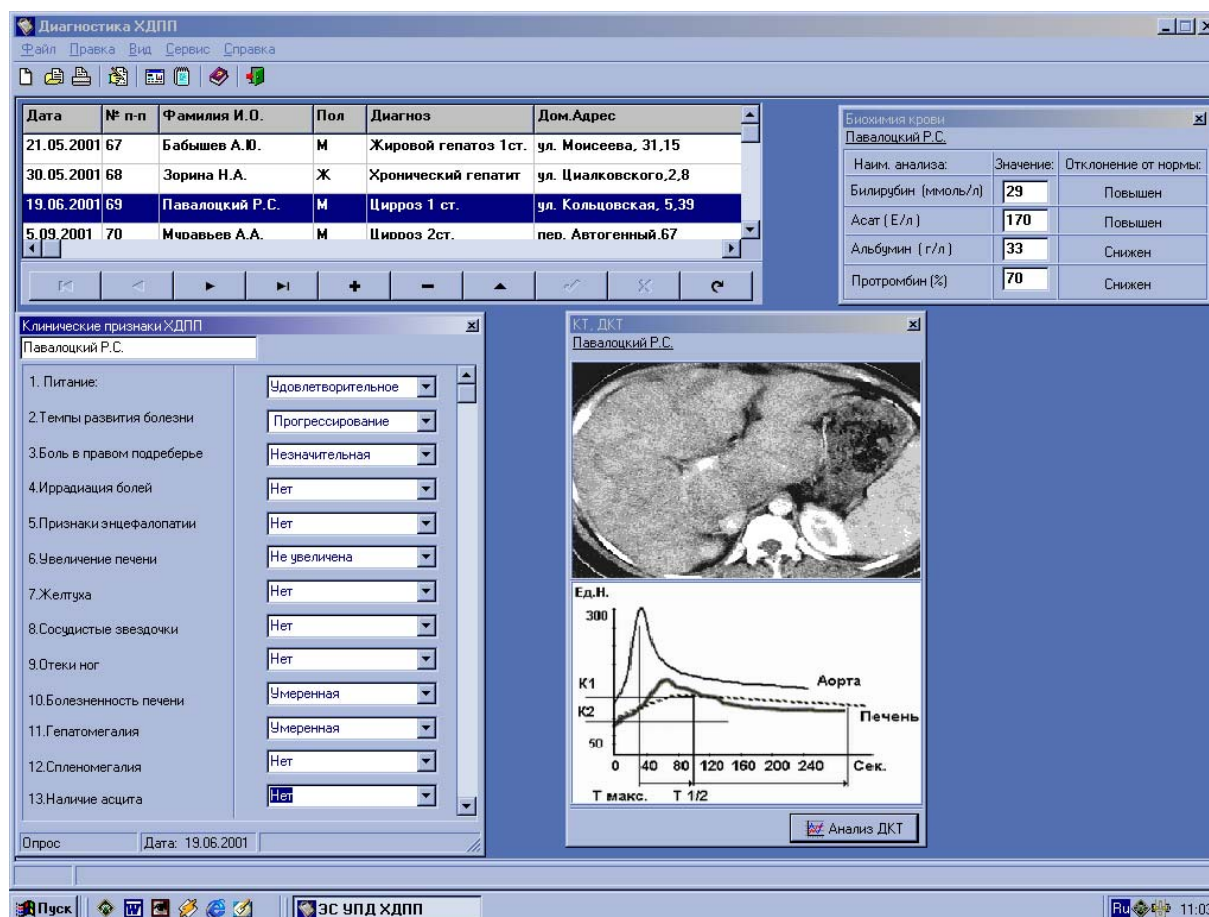 Диагностика ХДПП
Файл Правка Вид Сервис Справка
Дата № п-п Фамилия И.О. Пол Диагноз Дом.Адрес
21.05.2001 67 Бабышев А.Ю. М Жировой гепатоз 1ст. ул. Моисеева, 31,15
30.05.2001 68 Зорина Н.А. Ж Хронический гепатит ул. Циалковского,2,8
19.06.2001 69 Павалоцкий Р.С. М Цирроз 1 ст. ул. Кольцовская, 5,39
5.09.2001 70 Муравьев А.А. М Цирроз 2ст. пер. Автогенный,67
Биохимия крови
Павалоцкий Р.С.
Наим. анализа: Значение: Отклонение от нормы:
Билирубин (ммоль/л) 29 Повышен
Асат ( Е/л ) 170 Повышен
Альбумин ( г/л ) 33 Снижен
Протромбин (%) 70 Снижен
Клинические признаки ХДПП
Павалоцкий Р.С.
1. Питание: Удовлетворительное
2.Темпы развития болезни Прогрессирование
3.Боль в правом подреберье Незначительная
4.Иррадиация болей Нет
5.Признаки энцефалопатии Нет
6.Увеличение печени Не увеличена
7.Желтуха Нет
8.Сосудистые звездочки Нет
9.Отеки ног Нет
10.Болезненность печени Умеренная
11.Гепатомегалия Умеренная
12.Спленомегалия Нет
13.Наличие асцита Нет
Опрос Дата: 19.06.2001
КТ, ДКТ
Павалоцкий Р.С.
Ед.Н.
300
К1
К2
50
Аорта
Печень
0 40 80 120 160 200 240 Сек.
Т макс. Т 1/2
Анализ ДКТ
Пуск ЭС УПД ХДПП Ru 11:03